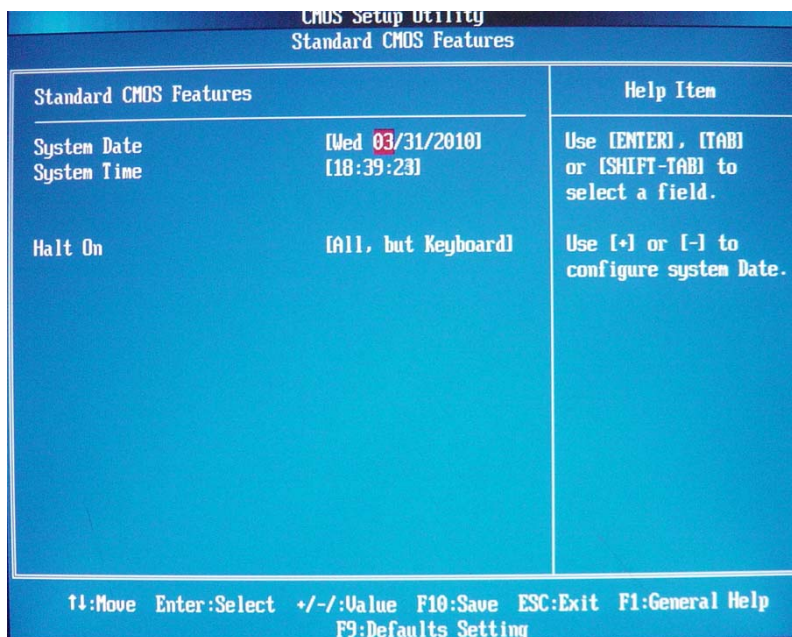 CMOS Setup Utility
Standard CMOS Features
Standard CMOS Features
Help Item
System Date [Wed 03/31/2010]
System Time [18:39:23]
Halt On [All, but Keyboard]
Use [ENTER], [TAB]
or [SHIFT-TAB] to
select a field.
Use [+] or [-] to
configure system Date.
↑↓:Move Enter:Select +/-/:Value F10:Save ESC:Exit F1:General Help
F9:Defaults Setting